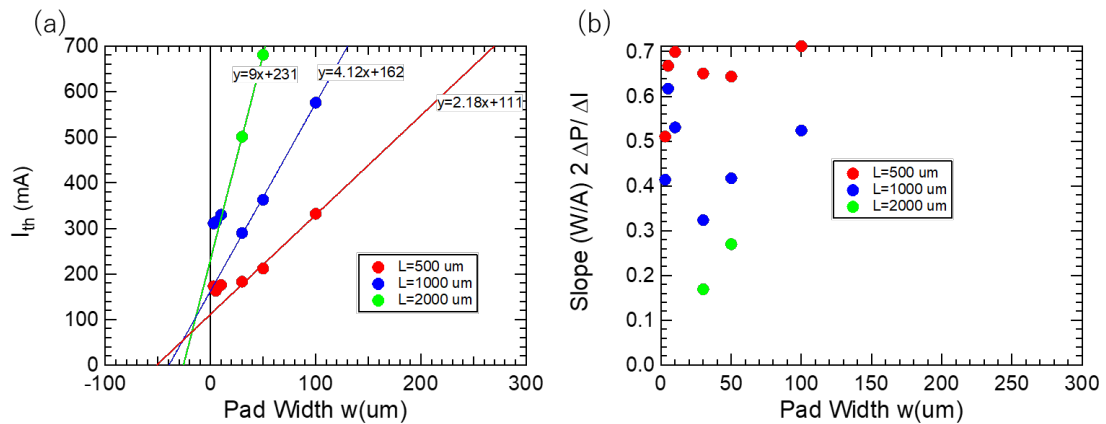 (a)
700
600
500
400
300
200
100
0
-100
0
100
200
300
I_th (mA)
Pad Width w(um)
y=9x+231
y=4.12x+162
y=2.18x+111
L=500 um
L=1000 um
L=2000 um
(b)
0.7
0.6
0.5
0.4
0.3
0.2
0.1
0.0
0
50
100
150
200
250
300
Slope (W/A) 2 ΔP/ ΔI
Pad Width w(um)
L=500 um
L=1000 um
L=2000 um